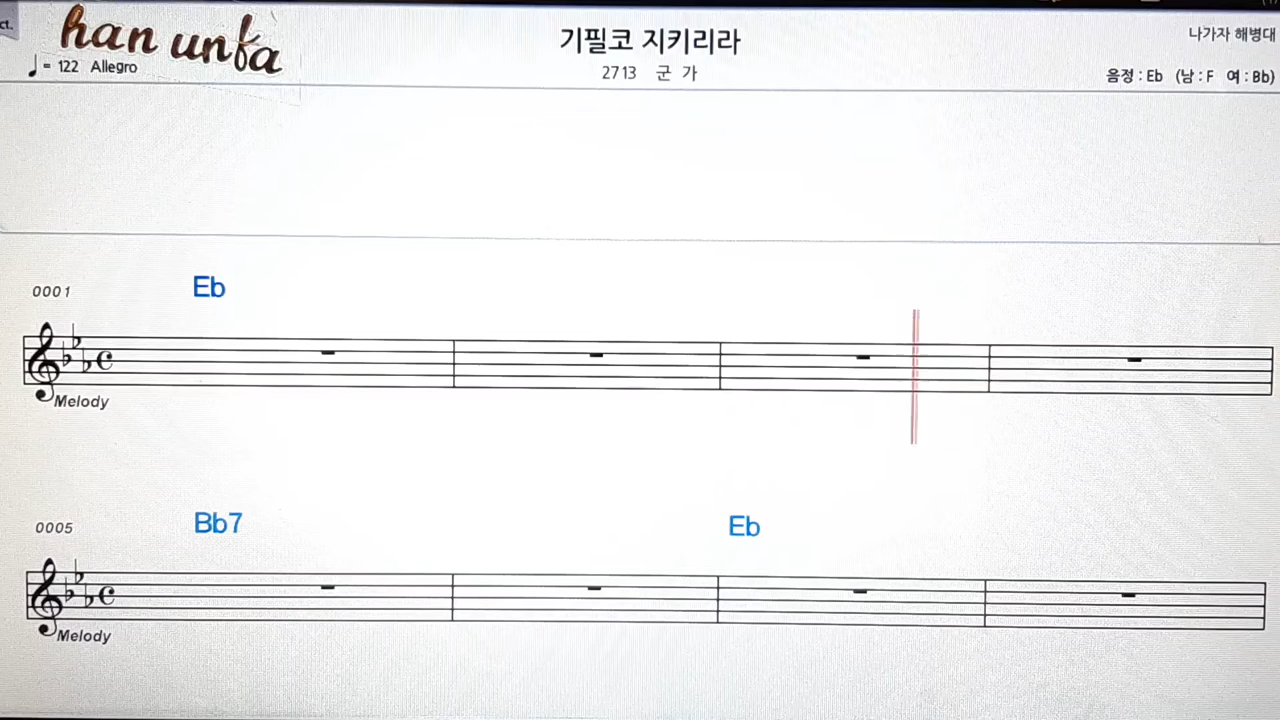 ct.
han unfa
기필코 지키리라
나가자 해병대
♩= 122 Allegro
2713 군 가
음정 : Eb (남 : F 여 : Bb)
0001
Eb
Melody
0005
Bb7
Eb
Melody